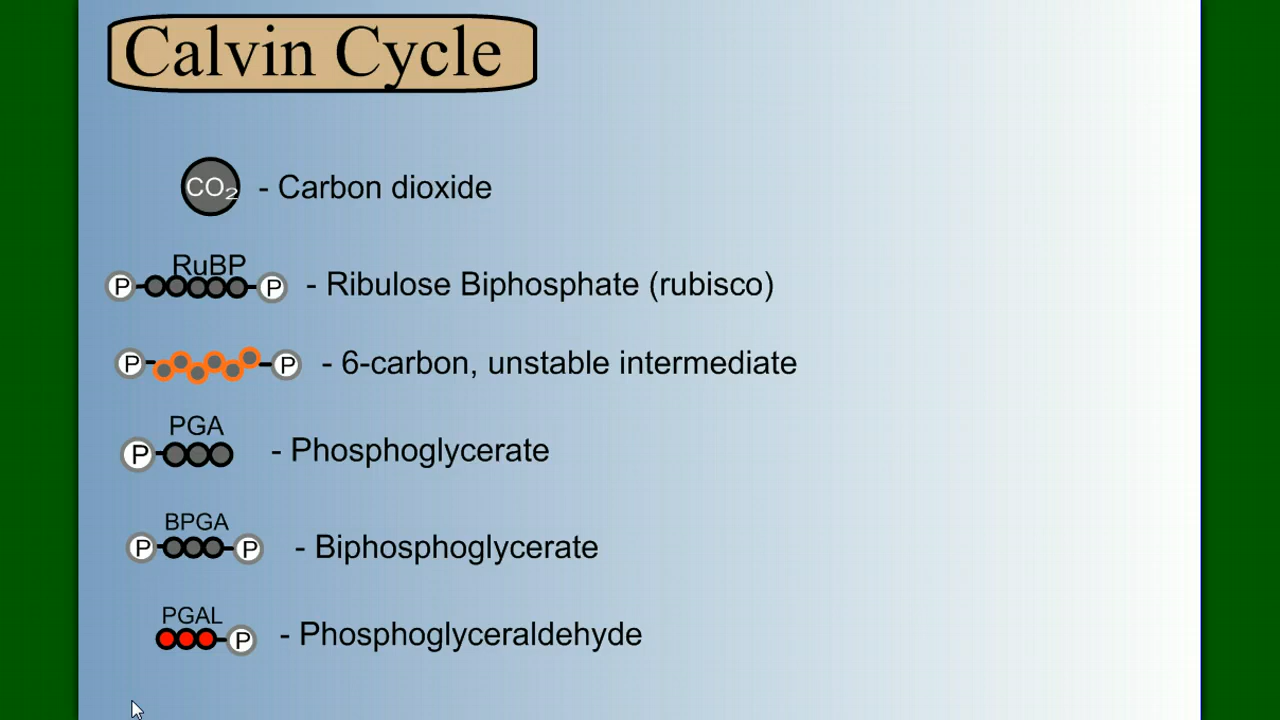 Calvin Cycle
CO₂ - Carbon dioxide
RuBP
P P - Ribulose Biphosphate (rubisco)
P P - 6-carbon, unstable intermediate
PGA
P - Phosphoglycerate
BPGA
P P - Biphosphoglycerate
PGAL
P - Phosphoglyceraldehyde